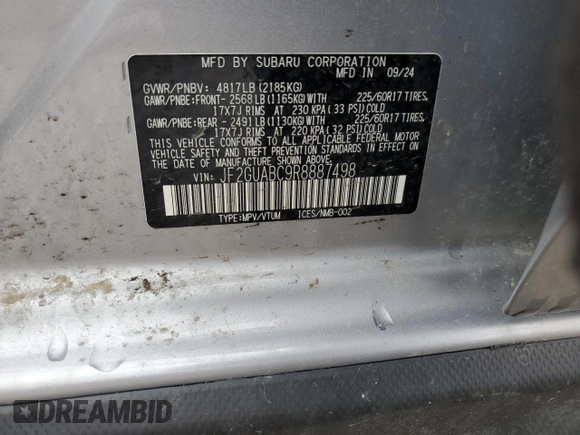 MFD BY SUBARU CORPORATION
MFD IN 09/24
GVWR/PNBV: 4817LB(2185KG)
GAWR/PNBE:FRONT- 2568LB(1165KG)WITH 225/60R17 TIRES,
17X7J RIMS AT 230 KPA(33 PSI)COLD
GAWR/PNBE:REAR - 2491LB(1130KG)WITH 225/60R17 TIRES,
17X7J RIMS AT 220 KPA(32 PSI)COLD
THIS VEHICLE CONFORMS TO ALL APPLICABLE FEDERAL MOTOR
VEHICLE SAFETY, BUMPER, AND THEFT PREVENTION STANDARDS IN
EFFECT ON THE DATE OF MANUFACTURE SHOWN ABOVE.
VIN: JF2GUABC9R8887498
TYPE:MPV/VTUM ICES/NMB-002
DREAMBID